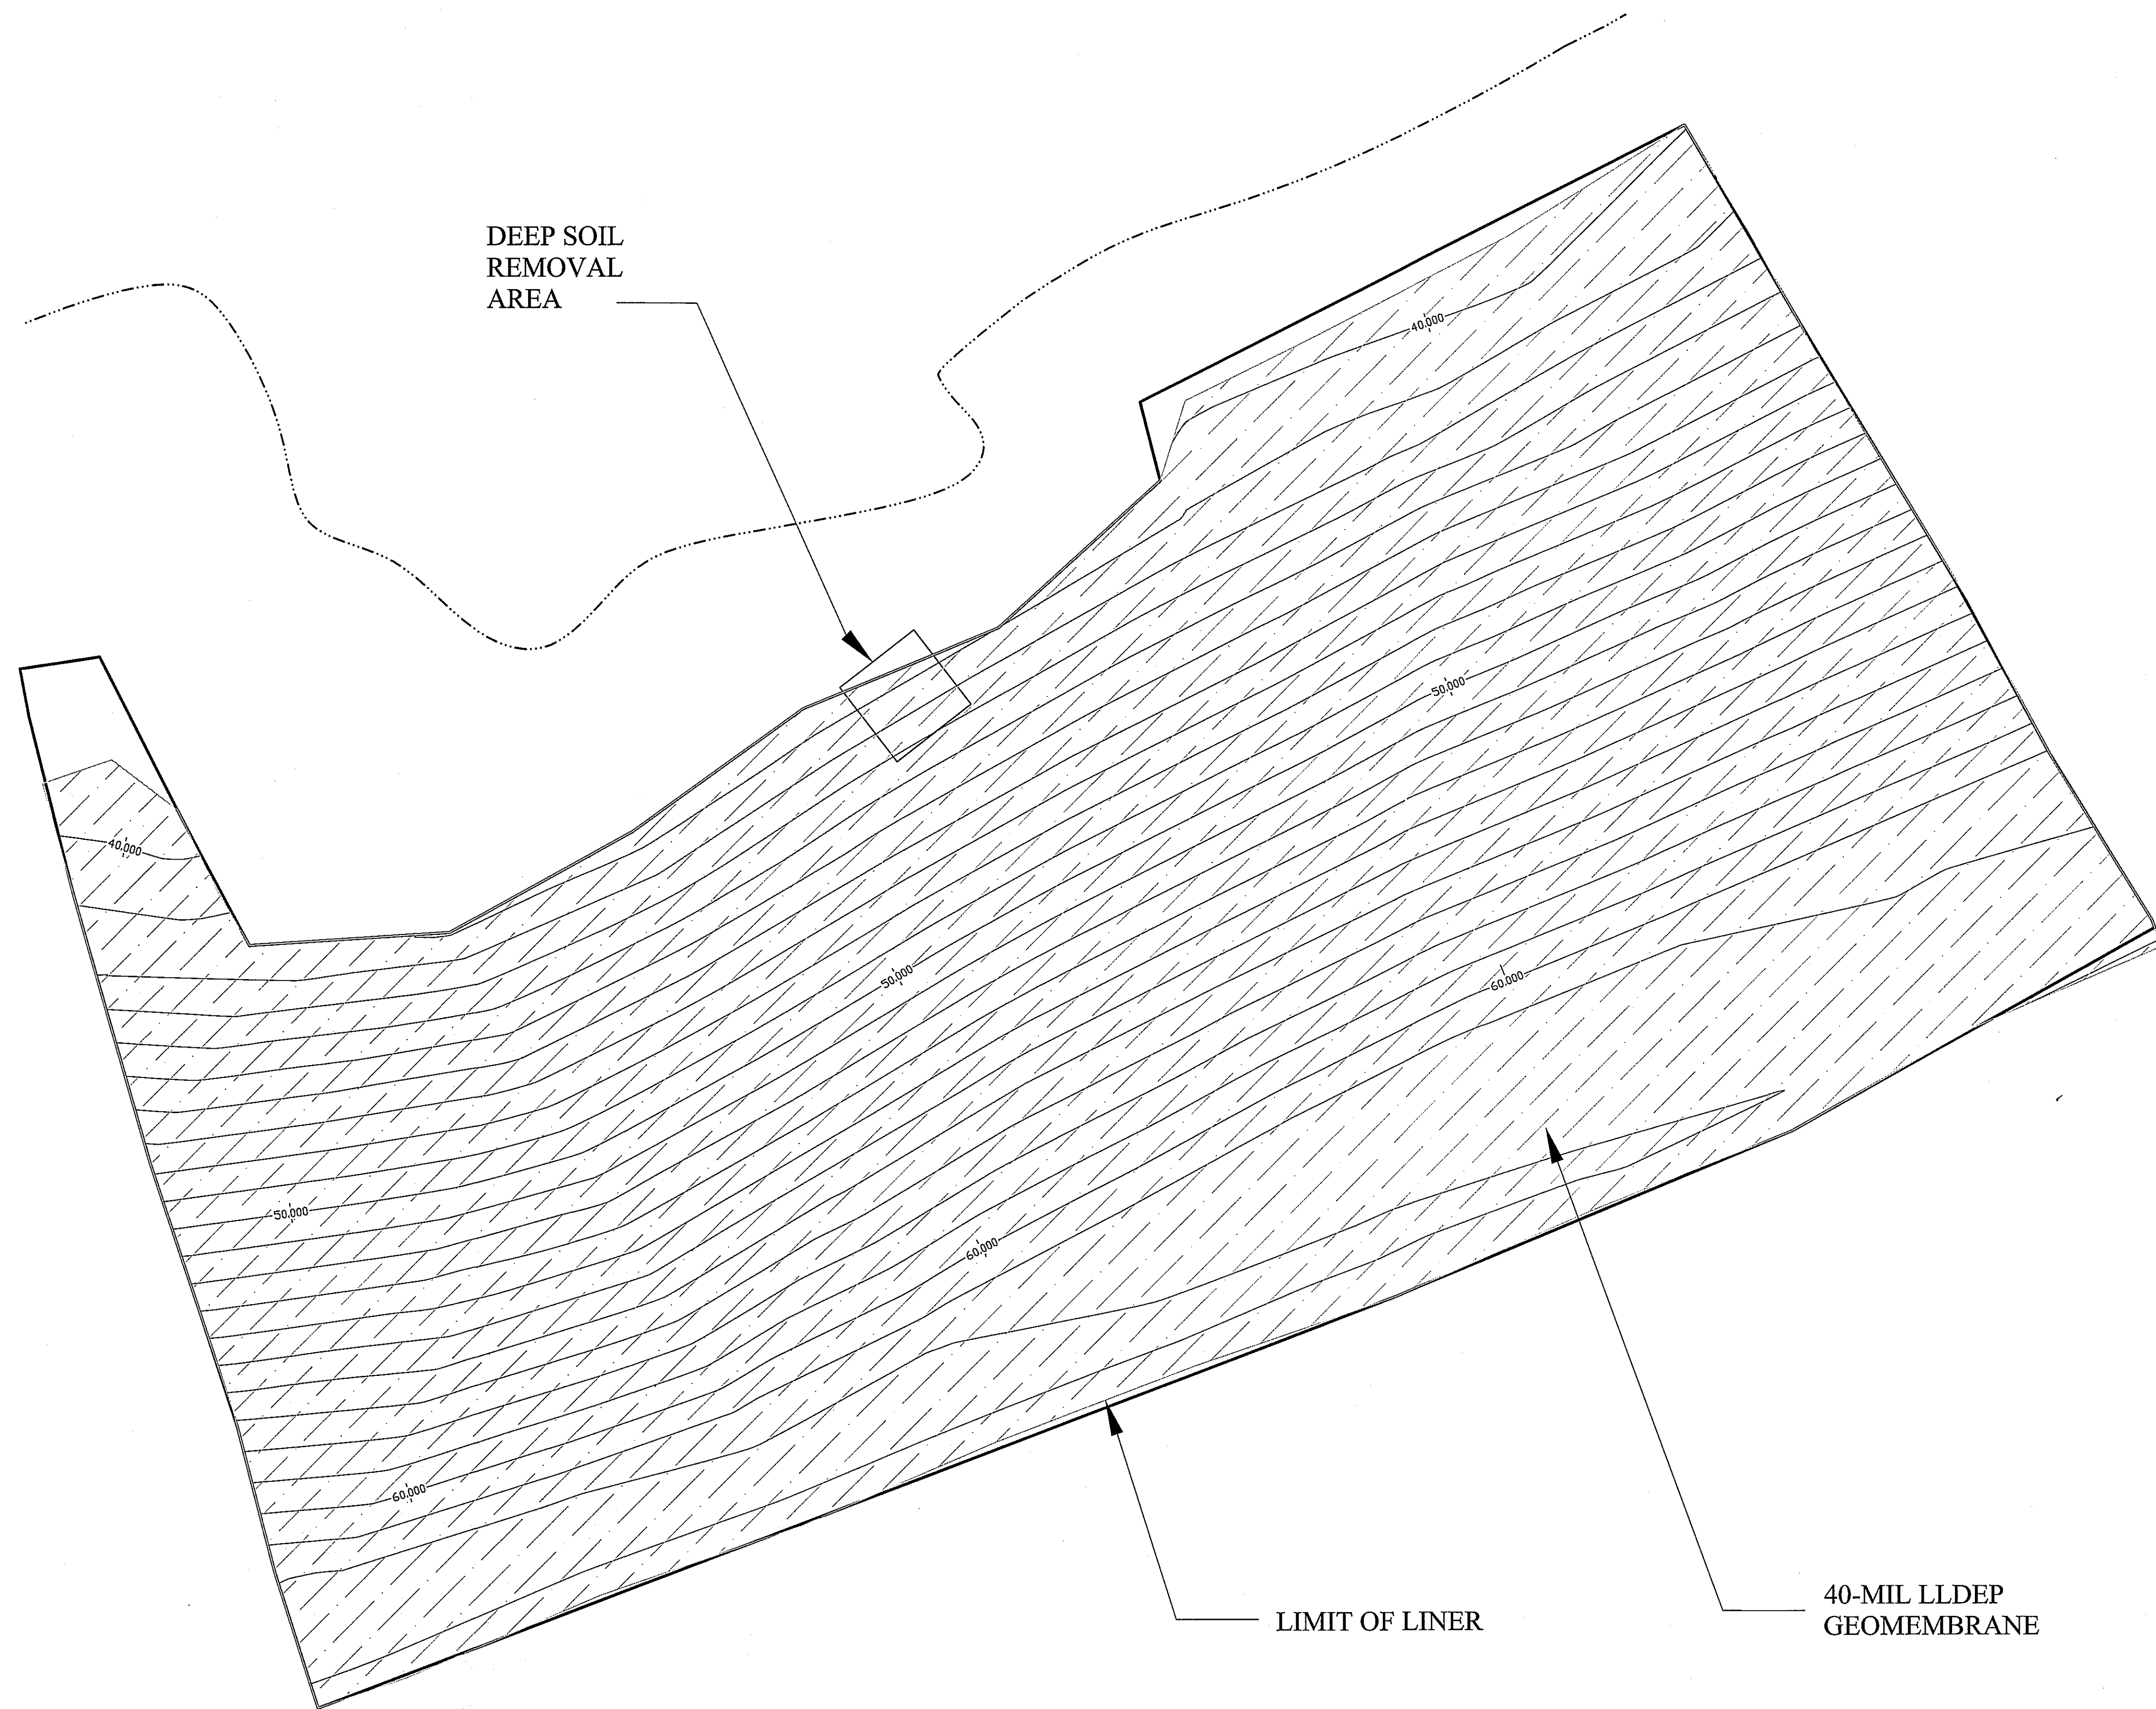 DEEP SOIL
REMOVAL
AREA
40.000
50.000
40.000
50.000
60.000
50.000
60.000
60.000
40-MIL LLDEP
GEOMEMBRANE
LIMIT OF LINER